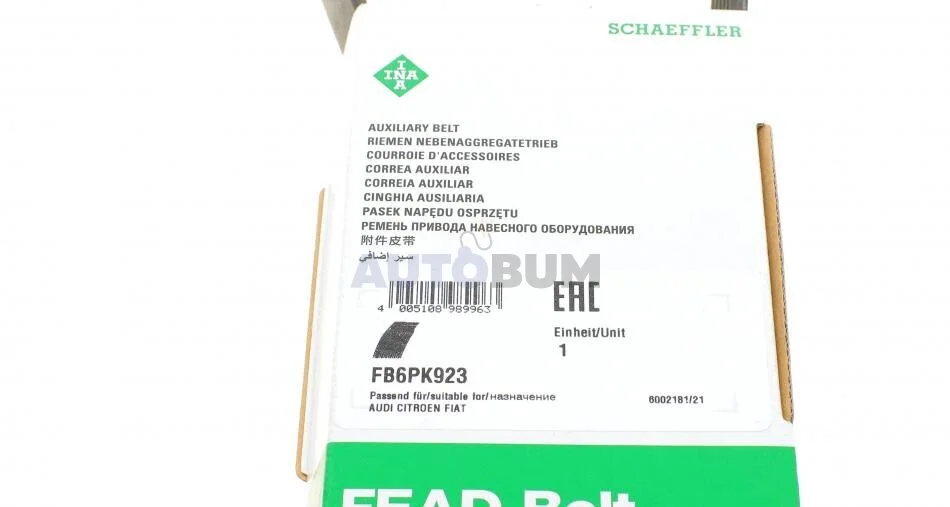 SCHAEFFLER
INA
INA
AUXILIARY BELT
RIEMEN NEBENAGGREGATETRIEB
COURROIE D'ACCESSOIRES
CORREA AUXILIAR
CORREIA AUXILIAR
CINGHIA AUSILIARIA
PASEK NAPĘDU OSPRZĘTU
РЕМЕНЬ ПРИВОДА НАВЕСНОГО ОБОРУДОВАНИЯ
附件皮带
سير إضافي
AUTOBUM
4 005108 989963
EAC
Einheit/Unit
1
FB6PK923
Passend für/suitable for/назначение
AUDI CITROEN FIAT
6002181/21
FEAD Belt